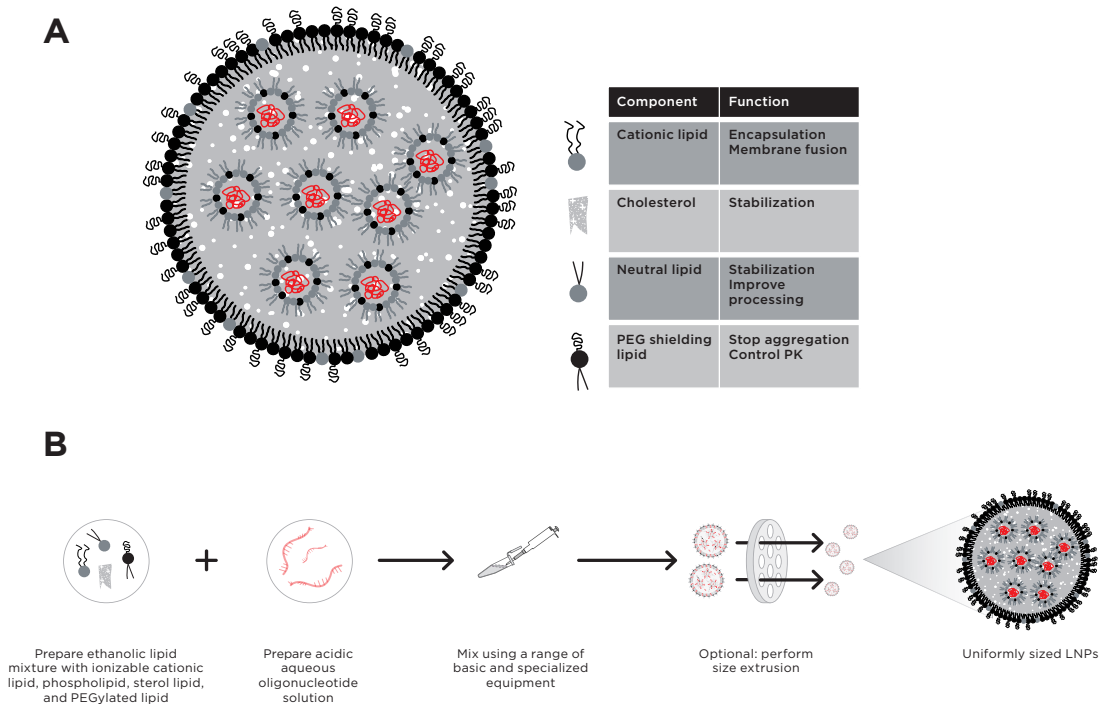 A
Component Function
Cationic lipid Encapsulation
Membrane fusion
Cholesterol Stabilization
Neutral lipid Stabilization
Improve
processing
PEG shielding Stop aggregation
lipid Control PK
B
Prepare ethanolic lipid
mixture with ionizable cationic
lipid, phospholipid, sterol lipid,
and PEGylated lipid
Prepare acidic
aqueous
oligonucleotide
solution
Mix using a range of
basic and specialized
equipment
Optional: perform
size extrusion
Uniformly sized LNPs